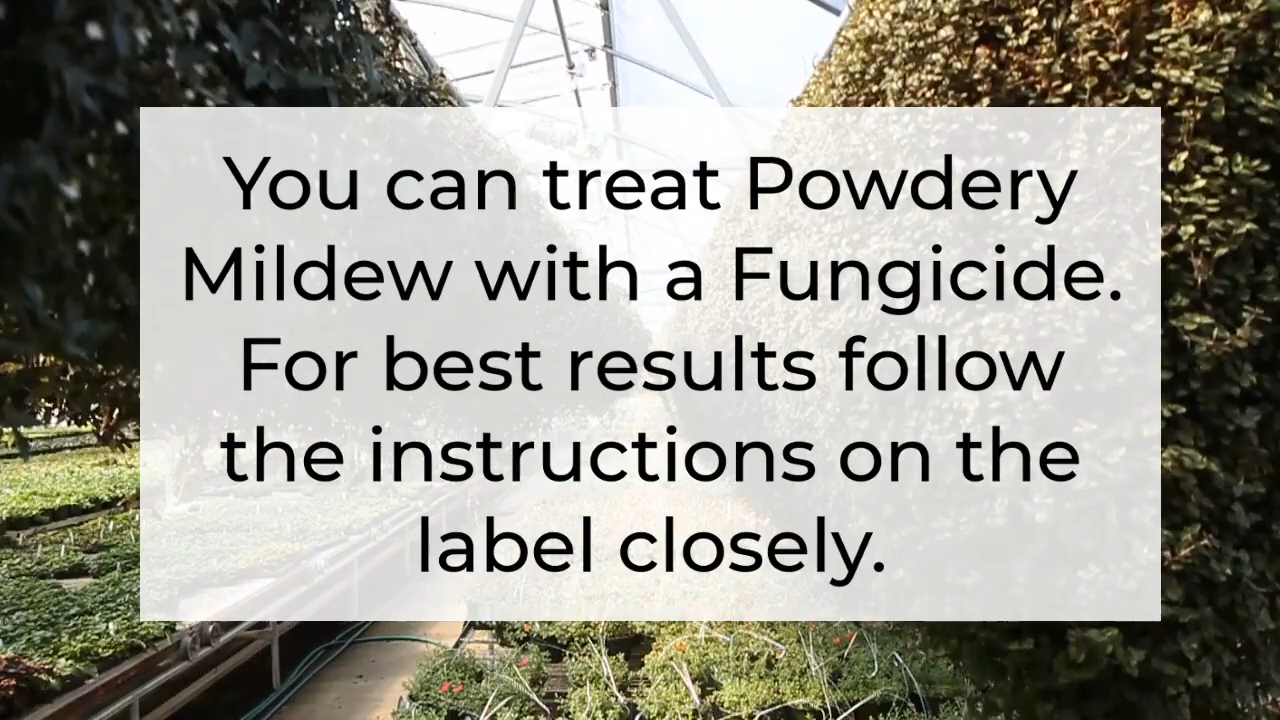 You can treat Powdery
Mildew with a Fungicide.
For best results follow
the instructions on the
label closely.